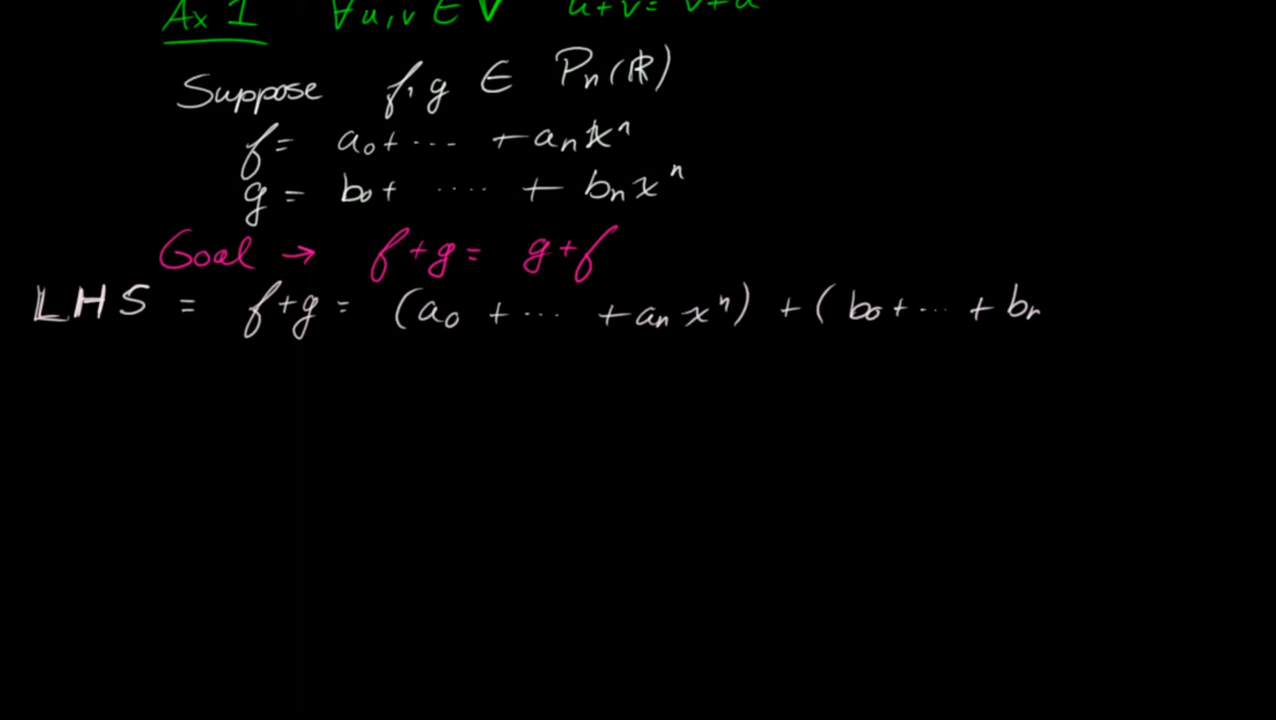 Ax 1 ∀u,v ∈ V u+v= v+u
Suppose f,g ∈ Pn(ℝ)
f= a₀+ ... +aₙxⁿ
g= b₀+ .... + bₙxⁿ
Goal → f+g= g+f
LHS = f+g= (a₀ + ... +aₙxⁿ) + (b₀+ ... + bₙ